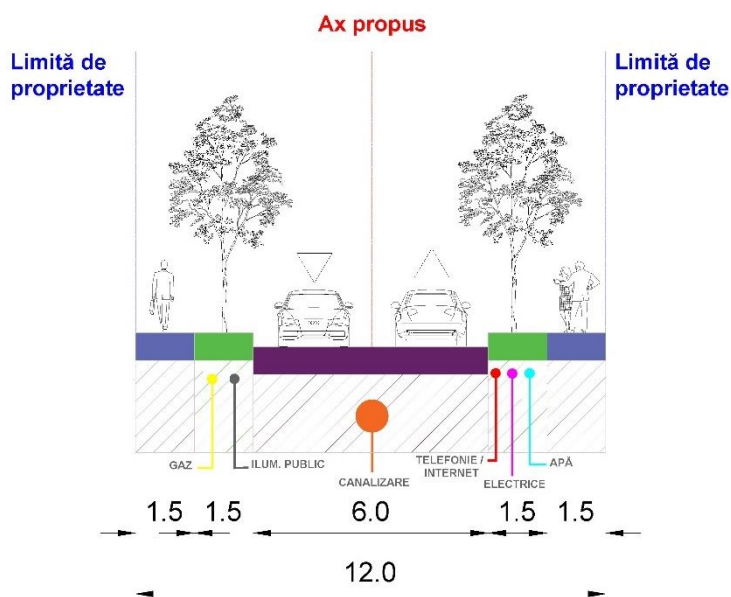 Ax propus
Limită de
proprietate
Limită de
proprietate
GAZ
ILUM. PUBLIC
CANALIZARE
TELEFONIE /
INTERNET
ELECTRICE
APĂ
1.5
1.5
6.0
1.5
1.5
12.0